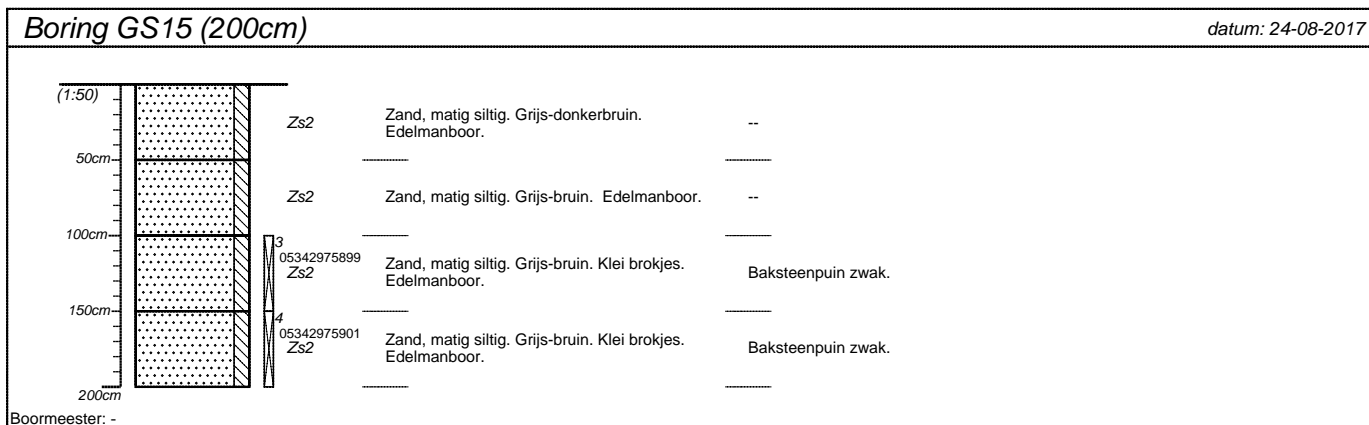 Boring GS15 (200cm)
datum: 24-08-2017
(1:50)
Zs2
Zand, matig siltig. Grijs-donkerbruin.
Edelmanboor.
--
50cm
Zs2
Zand, matig siltig. Grijs-bruin.  Edelmanboor.
--
100cm
3
05342975899
Zs2
Zand, matig siltig. Grijs-bruin. Klei brokjes.
Edelmanboor.
Baksteenpuin zwak.
150cm
4
05342975901
Zs2
Zand, matig siltig. Grijs-bruin. Klei brokjes.
Edelmanboor.
Baksteenpuin zwak.
200cm
Boormeester: -